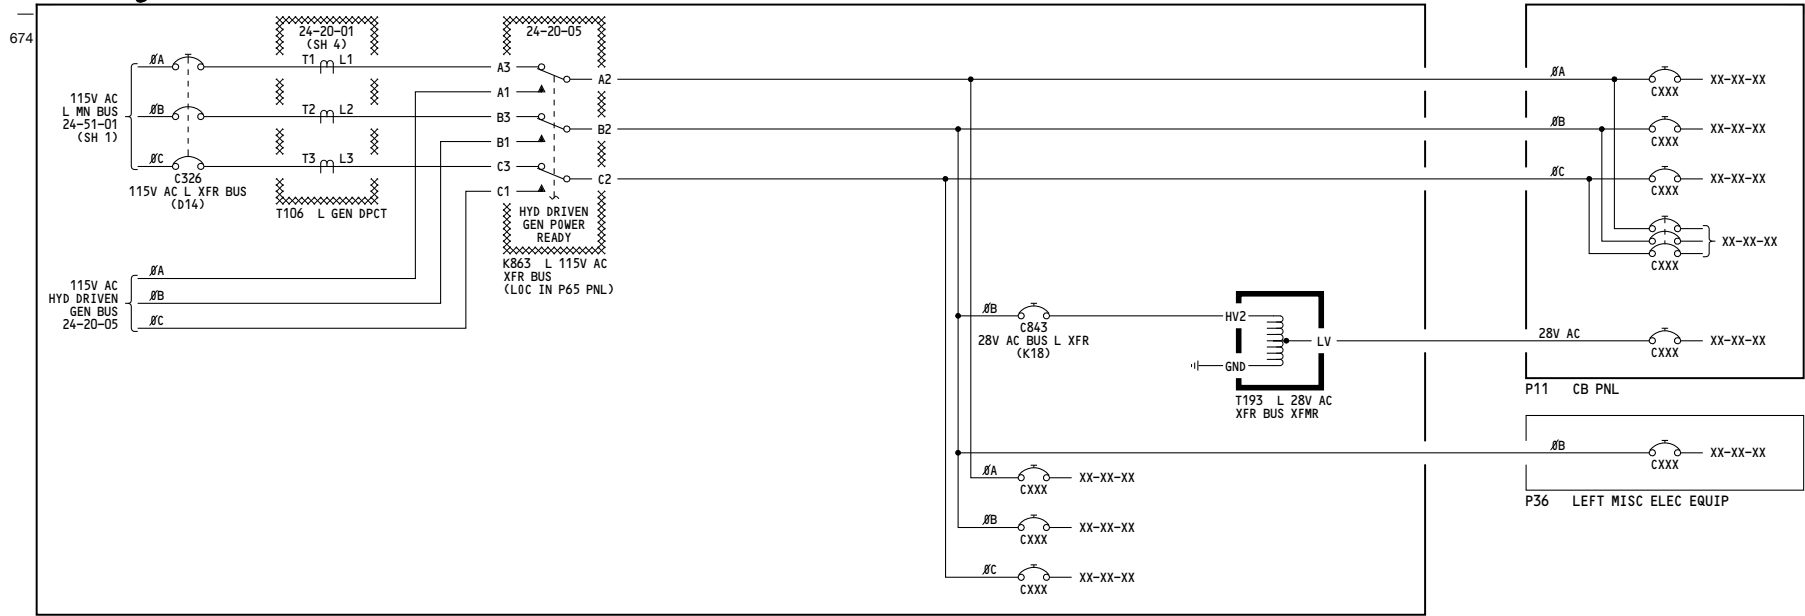 674
24-20-01
(SH 4)
24-20-05
ØA
T1 L1
A3
A2
ØA
CXXX
XX-XX-XX
A1
115V AC
L MN BUS
24-51-01
(SH 1)
ØB
T2 L2
B3
B2
ØB
CXXX
XX-XX-XX
B1
ØC
T3 L3
C3
C2
ØC
CXXX
XX-XX-XX
C1
C326
115V AC L XFR BUS
(D14)
T106 L GEN DPCT
HYD DRIVEN
GEN POWER
READY
K863 L 115V AC
XFR BUS
(LOC IN P65 PNL)
CXXX
XX-XX-XX
115V AC
HYD DRIVEN
GEN BUS
24-20-05
ØA
ØB
ØC
ØB
C843
28V AC BUS L XFR
(K18)
HV2
LV
GND
T193 L 28V AC
XFR BUS XFMR
28V AC
CXXX
XX-XX-XX
P11 CB PNL
ØB
CXXX
XX-XX-XX
P36 LEFT MISC ELEC EQUIP
ØA
CXXX
XX-XX-XX
ØB
CXXX
XX-XX-XX
ØC
CXXX
XX-XX-XX